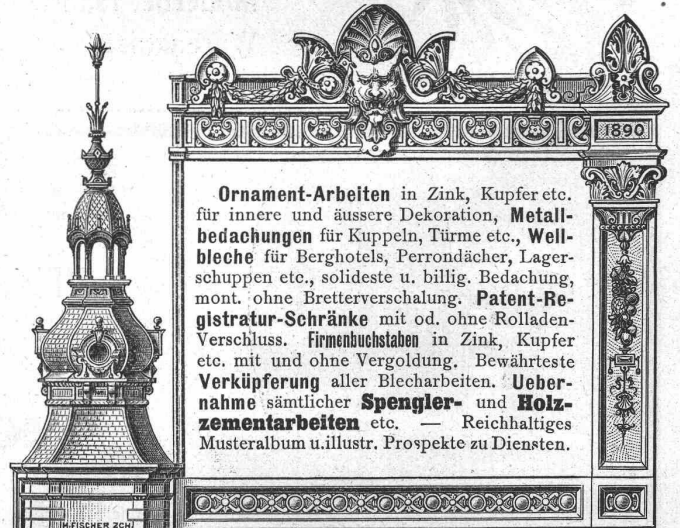 1890
Ornament-Arbeiten in Zink, Kupfer etc.
für innere und äussere Dekoration, Metall-
bedachungen für Kuppeln, Türme etc., Well-
bleche für Berghotels, Perrondächer, Lager-
schuppen etc., solideste u. billig. Bedachung,
mont. ohne Bretterverschalung. Patent-Re-
gistratur-Schränke mit od. ohne Rolladen-
Verschluss. Firmenbuchstaben in Zink, Kupfer
etc. mit und ohne Vergoldung. Bewährteste
Verküpferung aller Blecharbeiten. Ueber-
nahme sämtlicher Spengler- und Holz-
zementarbeiten etc. — Reichhaltiges
Musteralbum u. illustr. Prospekte zu Diensten.
H. FISCHER ZCH.